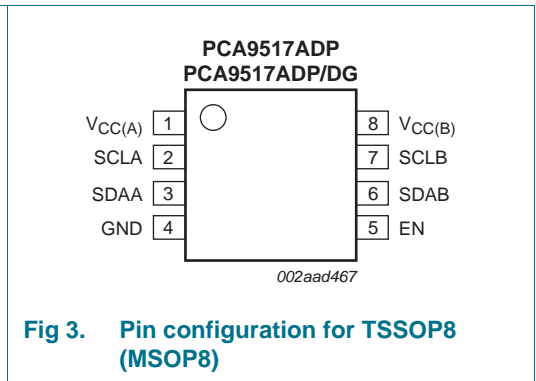 PCA9517ADP
PCA9517ADP/DG
VCC(A) 1 8 VCC(B)
SCLA 2 7 SCLB
SDAA 3 6 SDAB
GND 4 5 EN
002aad467
Fig 3. Pin configuration for TSSOP8
(MSOP8)